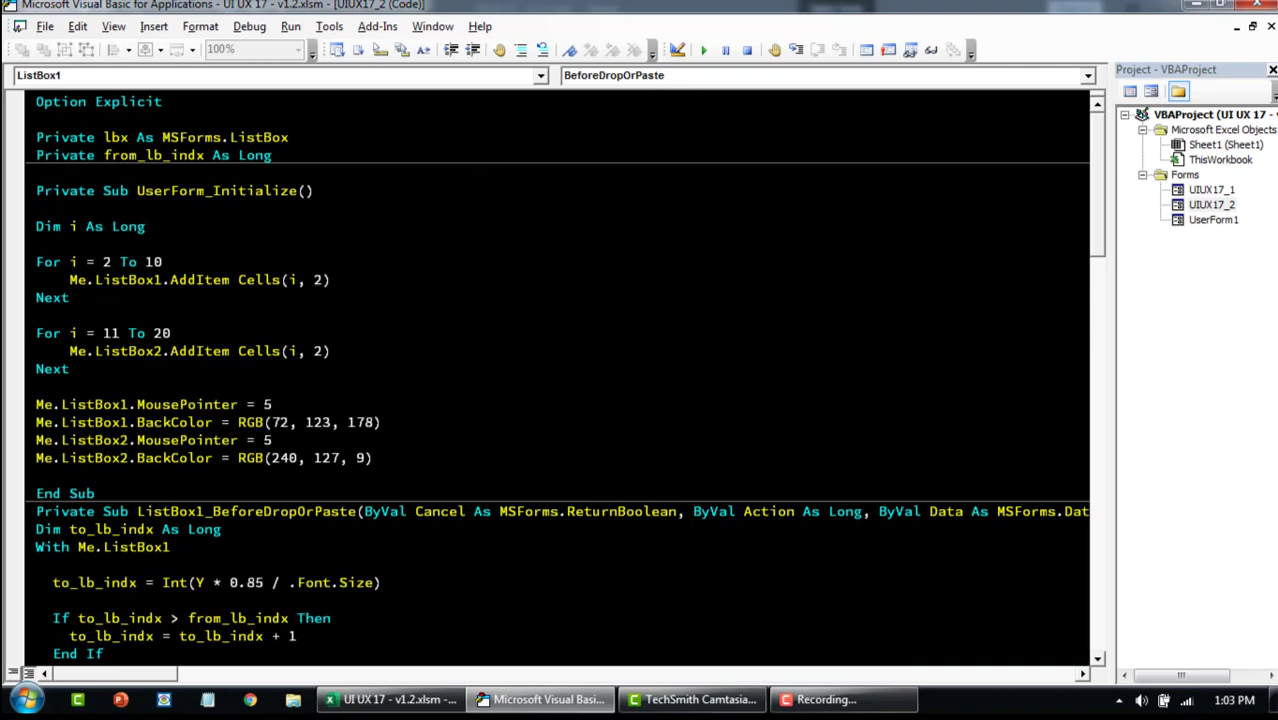 Microsoft Visual Basic for Applications - UI UX 17 - v1.2.xlsm - [UIUX17_2 (Code)]
File Edit View Insert Format Debug Run Tools Add-Ins Window Help
100%
ListBox1 BeforeDropOrPaste
Option Explicit
Private lbx As MSForms.ListBox
Private from_lb_indx As Long
Private Sub UserForm_Initialize()
Dim i As Long
For i = 2 To 10
Me.ListBox1.AddItem Cells(i, 2)
Next
For i = 11 To 20
Me.ListBox2.AddItem Cells(i, 2)
Next
Me.ListBox1.MousePointer = 5
Me.ListBox1.BackColor = RGB(72, 123, 178)
Me.ListBox2.MousePointer = 5
Me.ListBox2.BackColor = RGB(240, 127, 9)
End Sub
Private Sub ListBox1_BeforeDropOrPaste(ByVal Cancel As MSForms.ReturnBoolean, ByVal Action As Long, ByVal Data As MSForms.Dat
Dim to_lb_indx As Long
With Me.ListBox1
to_lb_indx = Int(Y * 0.85 / .Font.Size)
If to_lb_indx > from_lb_indx Then
to_lb_indx = to_lb_indx + 1
End If
Project - VBAProject
VBAProject (UI UX 17 -
Microsoft Excel Objects
Sheet1 (Sheet1)
ThisWorkbook
Forms
UIUX17_1
UIUX17_2
UserForm1
UI UX 17 - v1.2.xlsm -...
Microsoft Visual Basi...
TechSmith Camtasia...
Recording...
1:03 PM